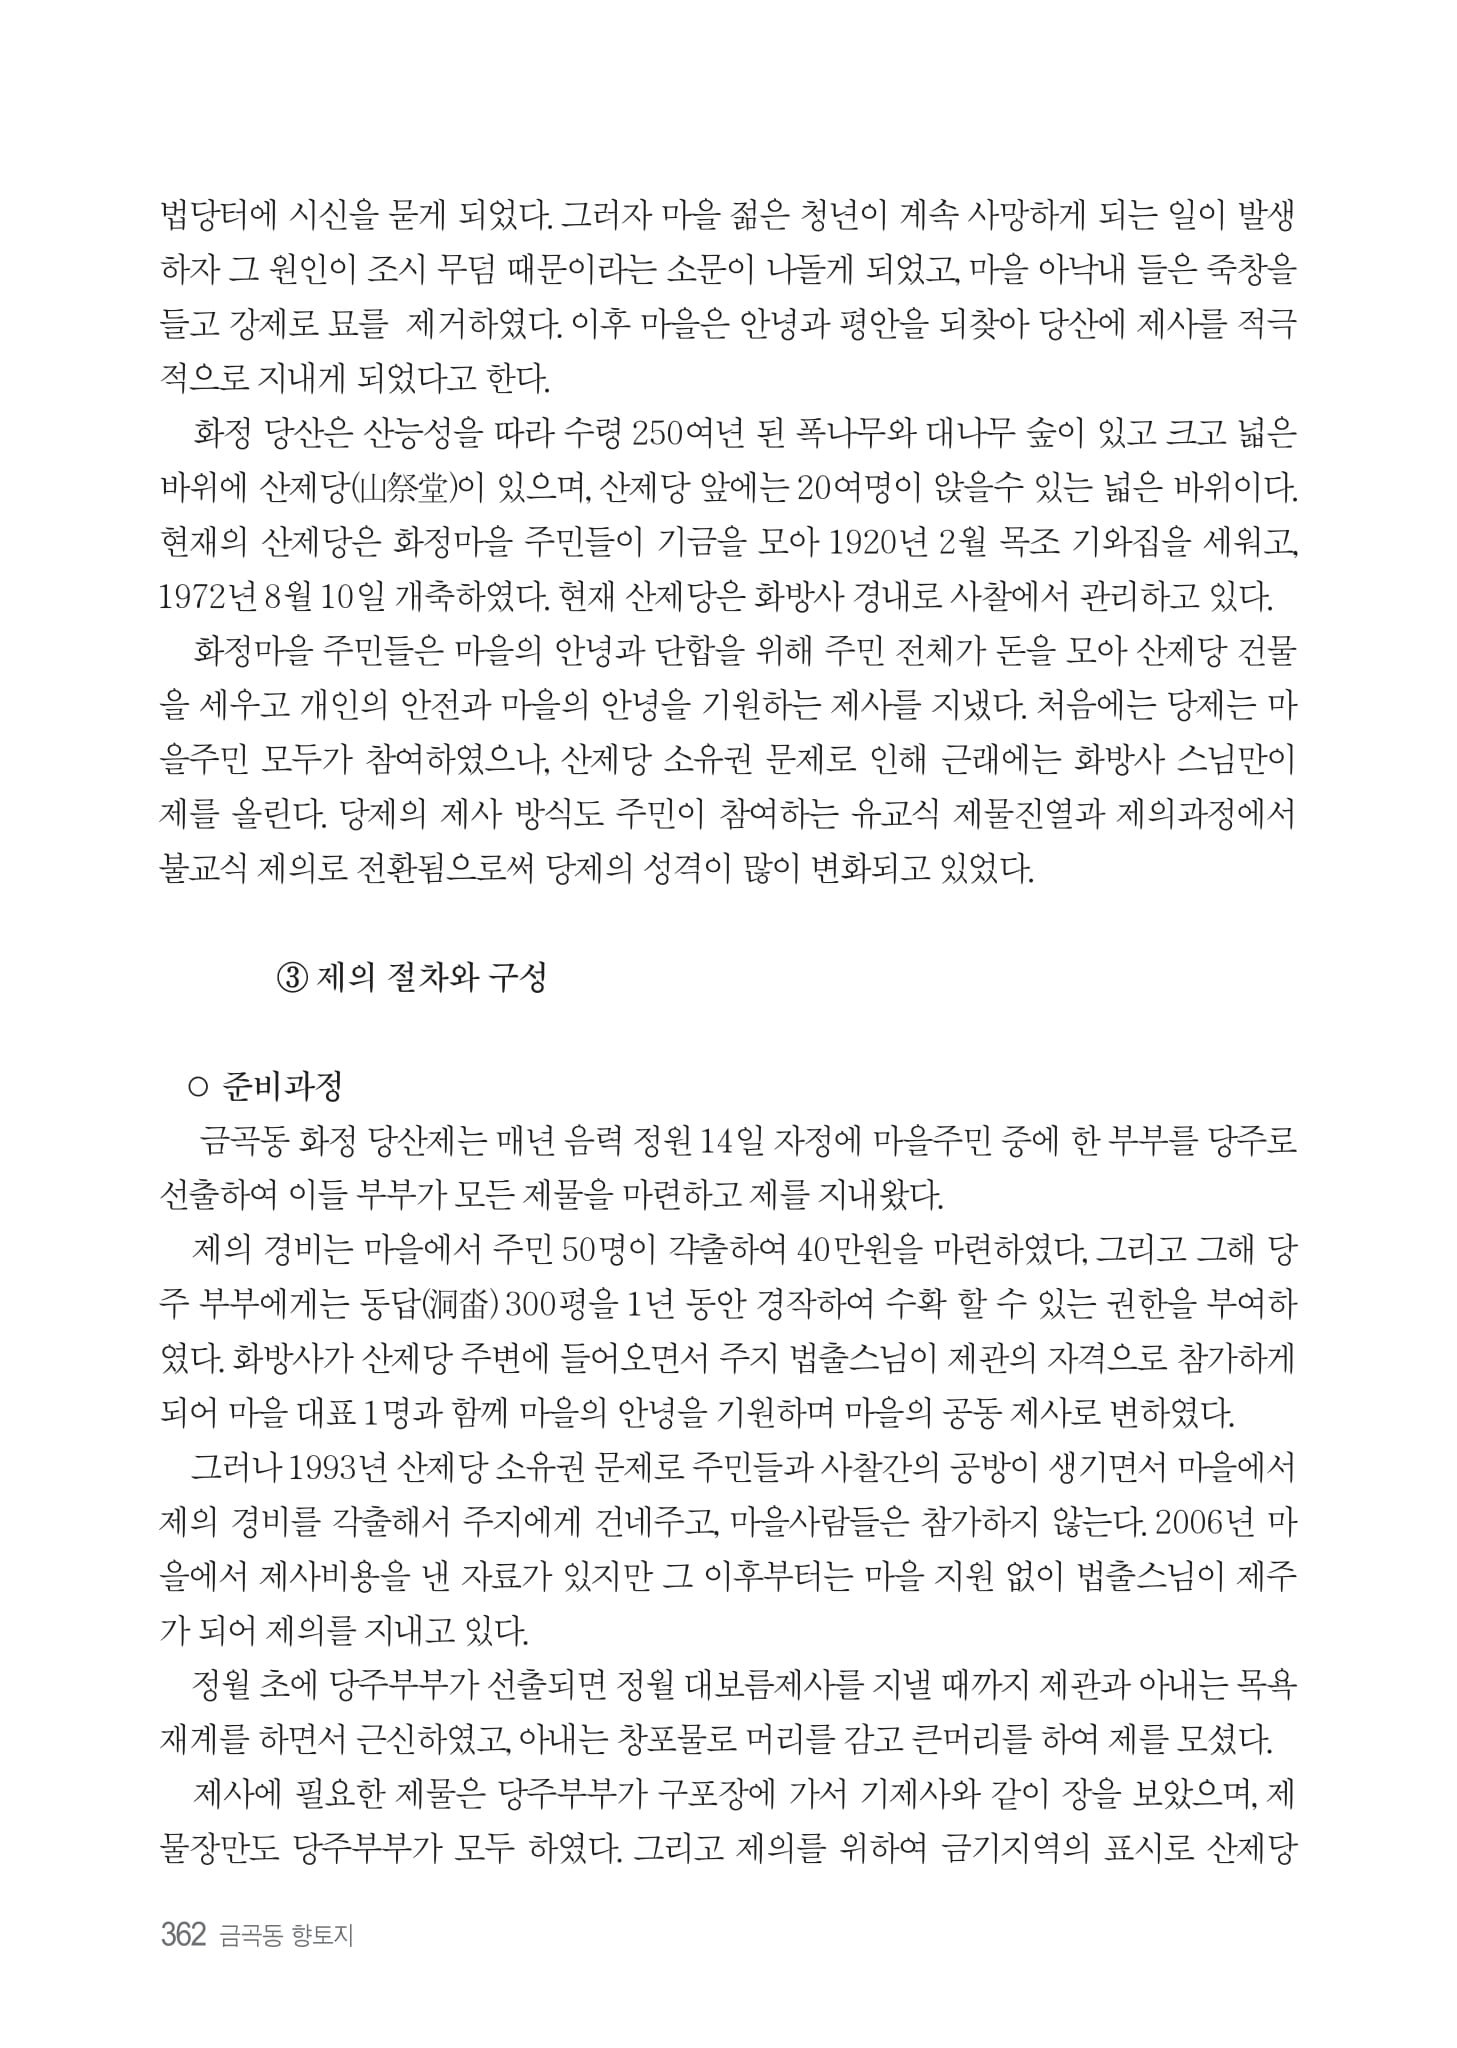 법당터에 시신을 묻게 되었다. 그러자 마을 젊은 청년이 계속 사망하게 되는 일이 발생
하자 그 원인이 조시 무덤 때문이라는 소문이 나돌게 되었고, 마을 아낙내 들은 죽창을
들고 강제로 묘를 제거하였다. 이후 마을은 안녕과 평안을 되찾아 당산에 제사를 적극
적으로 지내게 되었다고 한다.
화정 당산은 산능성을 따라 수령 250여년 된 폭나무와 대나무 숲이 있고 크고 넓은
바위에 산제당(山祭堂)이 있으며, 산제당 앞에는 20여명이 앉을수 있는 넓은 바위이다.
현재의 산제당은 화정마을 주민들이 기금을 모아 1920년 2월 목조 기와집을 세워고,
1972년 8월 10일 개축하였다. 현재 산제당은 화방사 경내로 사찰에서 관리하고 있다.
화정마을 주민들은 마을의 안녕과 단합을 위해 주민 전체가 돈을 모아 산제당 건물
을 세우고 개인의 안전과 마을의 안녕을 기원하는 제사를 지냈다. 처음에는 당제는 마
을주민 모두가 참여하였으나, 산제당 소유권 문제로 인해 근래에는 화방사 스님만이
제를 올린다. 당제의 제사 방식도 주민이 참여하는 유교식 제물진열과 제의과정에서
불교식 제의로 전환됨으로써 당제의 성격이 많이 변화되고 있었다.
③ 제의 절차와 구성
○ 준비과정
금곡동 화정 당산제는 매년 음력 정원 14일 자정에 마을주민 중에 한 부부를 당주로
선출하여 이들 부부가 모든 제물을 마련하고 제를 지내왔다.
제의 경비는 마을에서 주민 50명이 갹출하여 40만원을 마련하였다, 그리고 그해 당
주 부부에게는 동답(洞畓) 300평을 1년 동안 경작하여 수확 할 수 있는 권한을 부여하
였다. 화방사가 산제당 주변에 들어오면서 주지 법출스님이 제관의 자격으로 참가하게
되어 마을 대표 1명과 함께 마을의 안녕을 기원하며 마을의 공동 제사로 변하였다.
그러나 1993년 산제당 소유권 문제로 주민들과 사찰간의 공방이 생기면서 마을에서
제의 경비를 각출해서 주지에게 건네주고, 마을사람들은 참가하지 않는다. 2006년 마
을에서 제사비용을 낸 자료가 있지만 그 이후부터는 마을 지원 없이 법출스님이 제주
가 되어 제의를 지내고 있다.
정월 초에 당주부부가 선출되면 정월 대보름제사를 지낼 때까지 제관과 아내는 목욕
재계를 하면서 근신하였고, 아내는 창포물로 머리를 감고 큰머리를 하여 제를 모셨다.
제사에 필요한 제물은 당주부부가 구포장에 가서 기제사와 같이 장을 보았으며, 제
물장만도 당주부부가 모두 하였다. 그리고 제의를 위하여 금기지역의 표시로 산제당
362 금곡동 향토지